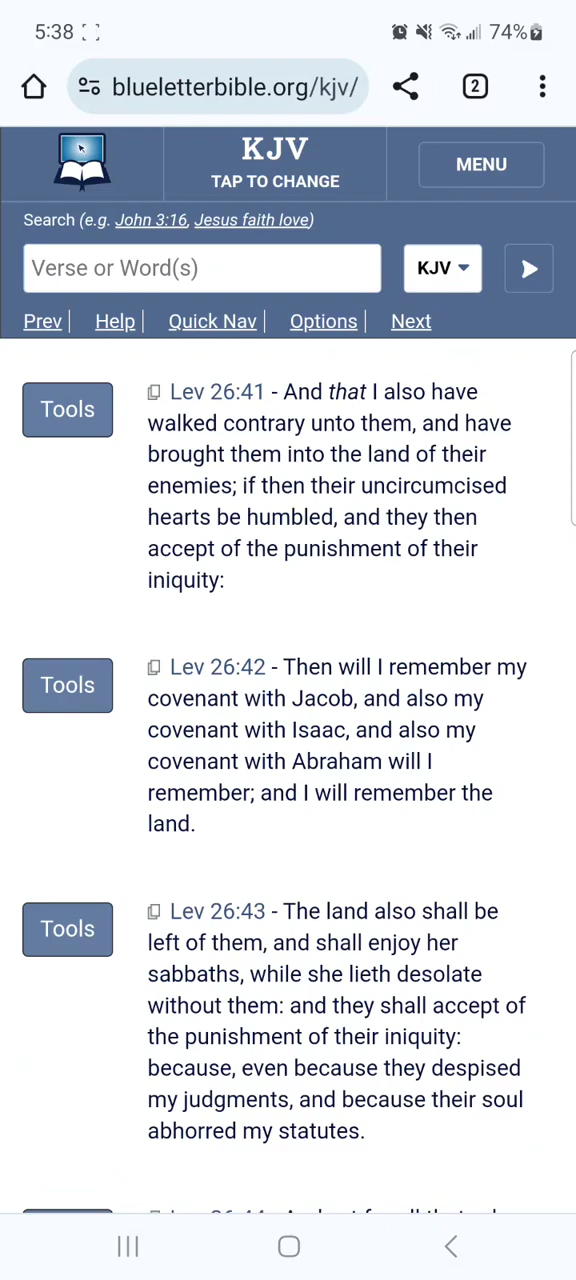 5:38 74%
blueletterbible.org/kjv/ 2
KJV
TAP TO CHANGE
MENU
Search (e.g. John 3:16, Jesus faith love)
Verse or Word(s) KJV
Prev | Help | Quick Nav | Options | Next
Tools
Lev 26:41 - And that I also have
walked contrary unto them, and have
brought them into the land of their
enemies; if then their uncircumcised
hearts be humbled, and they then
accept of the punishment of their
iniquity:
Tools
Lev 26:42 - Then will I remember my
covenant with Jacob, and also my
covenant with Isaac, and also my
covenant with Abraham will I
remember; and I will remember the
land.
Tools
Lev 26:43 - The land also shall be
left of them, and shall enjoy her
sabbaths, while she lieth desolate
without them: and they shall accept of
the punishment of their iniquity:
because, even because they despised
my judgments, and because their soul
abhorred my statutes.